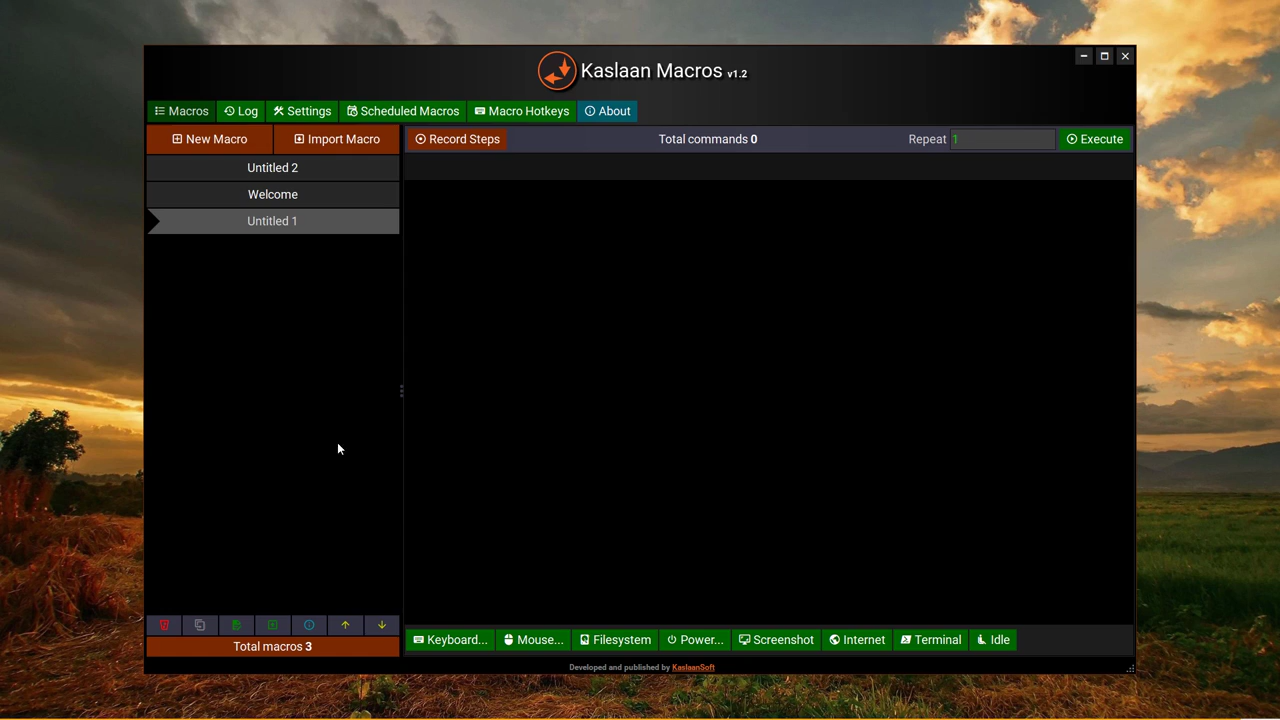 Kaslaan Macros v1.2
Macros Log Settings Scheduled Macros Macro Hotkeys About
New Macro Import Macro
Record Steps Total commands 0 Repeat 1 Execute
Untitled 2
Welcome
Untitled 1
Total macros 3
Keyboard... Mouse... Filesystem Power... Screenshot Internet Terminal Idle
Developed and published by KaslaanSoft